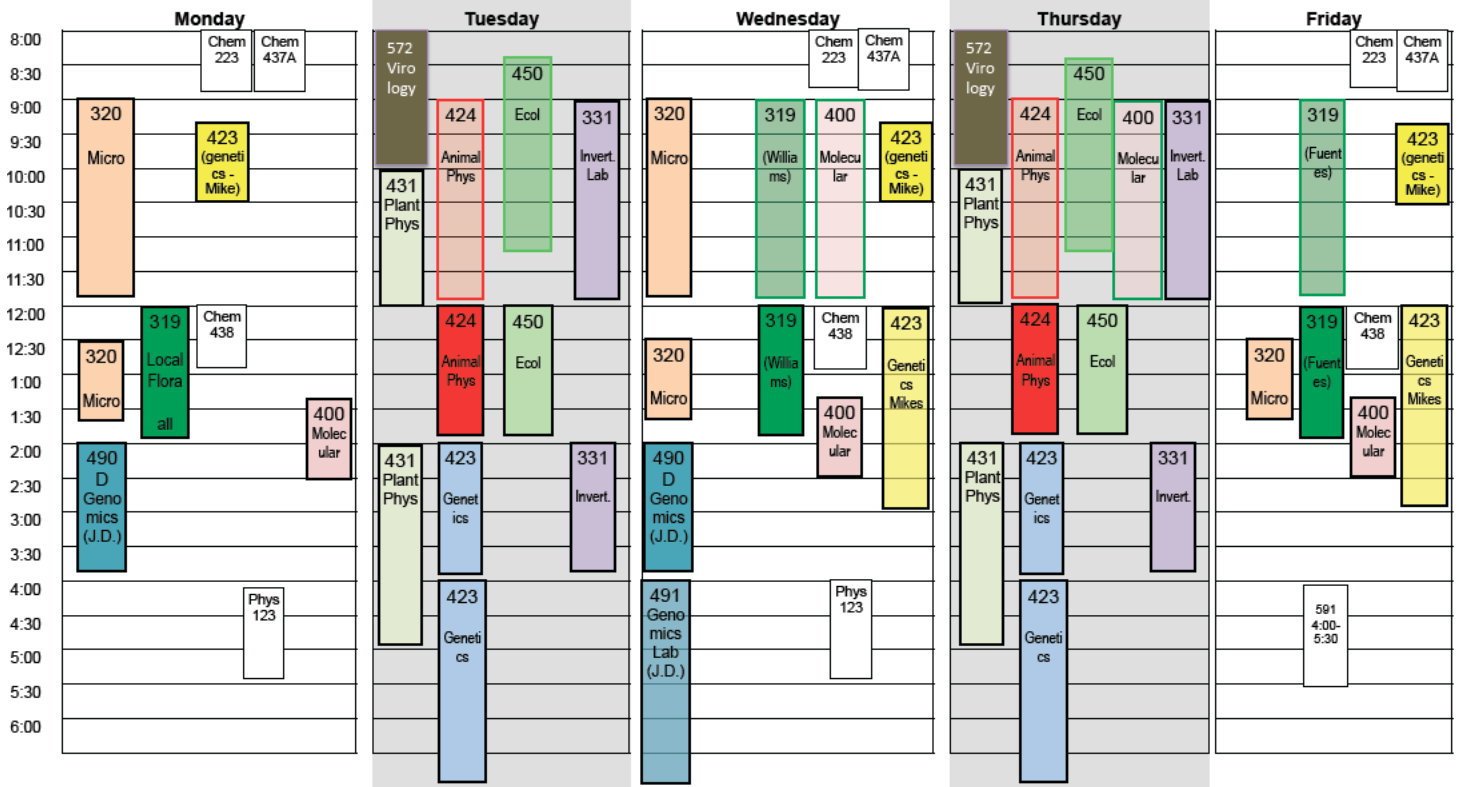 Monday
Tuesday
Wednesday
Thursday
Friday
8:00
8:30
9:00
9:30
10:00
10:30
11:00
11:30
12:00
12:30
1:00
1:30
2:00
2:30
3:00
3:30
4:00
4:30
5:00
5:30
6:00
Chem
223
Chem
437A
320
Micro
423
(geneti
cs -
Mike)
319
Local
Flora
all
Chem
438
320
Micro
400
Molec
ular
490
D
Geno
mics
(J.D.)
Phys
123
572
Viro
logy
450
Ecol
424
Animal
Phys
331
Invert.
Lab
431
Plant
Phys
424
Animal
Phys
450
Ecol
431
Plant
Phys
423
Genet
ics
331
Invert.
423
Geneti
cs
Chem
223
Chem
437A
320
Micro
319
(Willia
ms)
400
Molecu
lar
423
(geneti
cs -
Mike)
319
(Willia
ms)
Chem
438
423
Geneti
cs
Mikes
320
Micro
400
Molec
ular
490
D
Geno
mics
(J.D.)
491
Geno
mics
Lab
(J.D.)
Phys
123
572
Viro
logy
450
Ecol
424
Animal
Phys
400
Molecu
lar
331
Invert.
Lab
431
Plant
Phys
424
Animal
Phys
450
Ecol
431
Plant
Phys
423
Genet
ics
331
Invert.
423
Geneti
cs
Chem
223
Chem
437A
319
(Fuent
es)
423
(geneti
cs -
Mike)
319
(Fuent
es)
Chem
438
423
Geneti
cs
Mikes
320
Micro
400
Molec
ular
591
4:00-
5:30